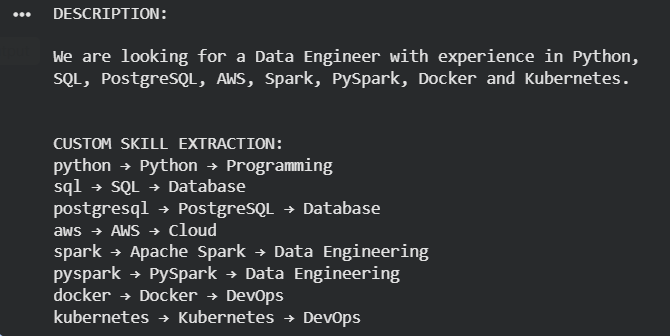 DESCRIPTION:
We are looking for a Data Engineer with experience in Python,
SQL, PostgreSQL, AWS, Spark, PySpark, Docker and Kubernetes.
CUSTOM SKILL EXTRACTION:
python → Python → Programming
sql → SQL → Database
postgresql → PostgreSQL → Database
aws → AWS → Cloud
spark → Apache Spark → Data Engineering
pyspark → PySpark → Data Engineering
docker → Docker → DevOps
kubernetes → Kubernetes → DevOps